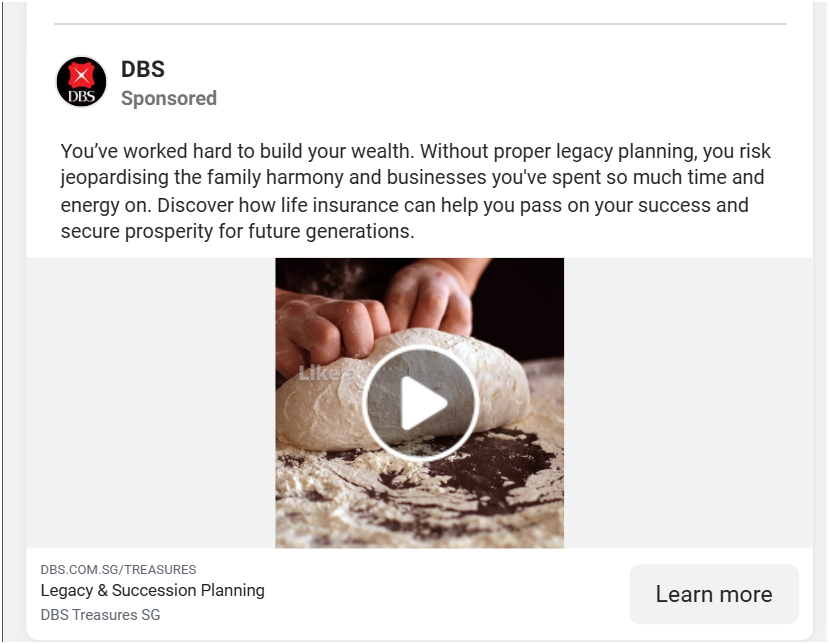 DBS
DBS
Sponsored
You’ve worked hard to build your wealth. Without proper legacy planning, you risk
jeopardising the family harmony and businesses you've spent so much time and
energy on. Discover how life insurance can help you pass on your success and
secure prosperity for future generations.
Like
DBS.COM.SG/TREASURES
Legacy & Succession Planning
DBS Treasures SG
Learn more